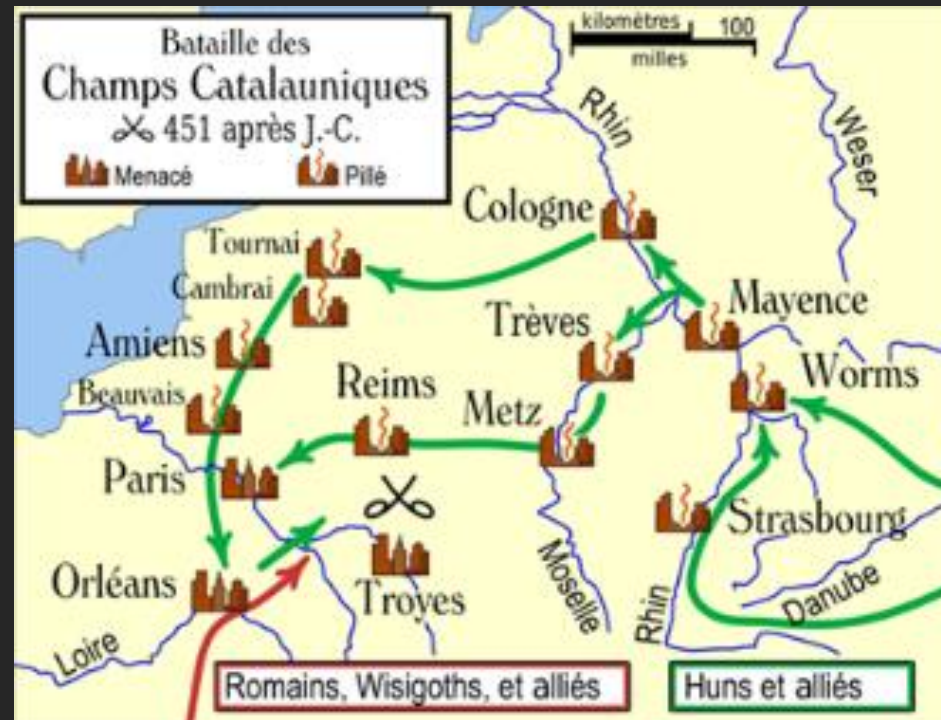 Bataille des
Champs Catalauniques
451 après J.-C.
Menacé Pillé
kilomètres 100
milles
Rhin
Weser
Cologne
Tournai
Cambrai
Mayence
Trèves
Amiens
Reims
Worms
Beauvais
Metz
Paris
Strasbourg
Moselle
Orléans
Troyes
Danube
Rhin
Loire
Romains, Wisigoths, et alliés
Huns et alliés